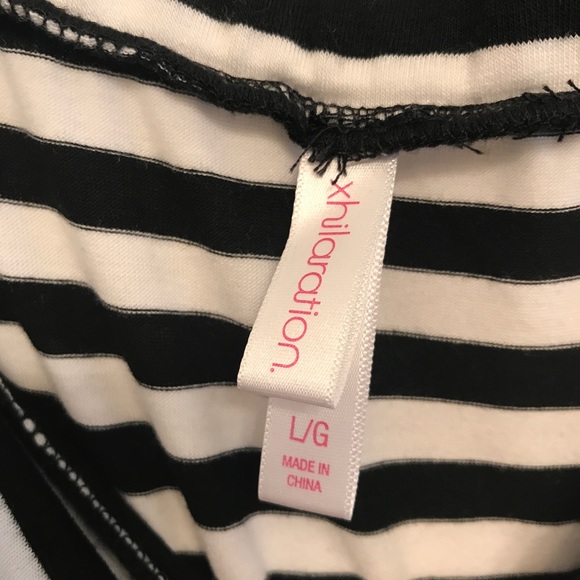 xhilaration.
L/G
MADE IN
CHINA